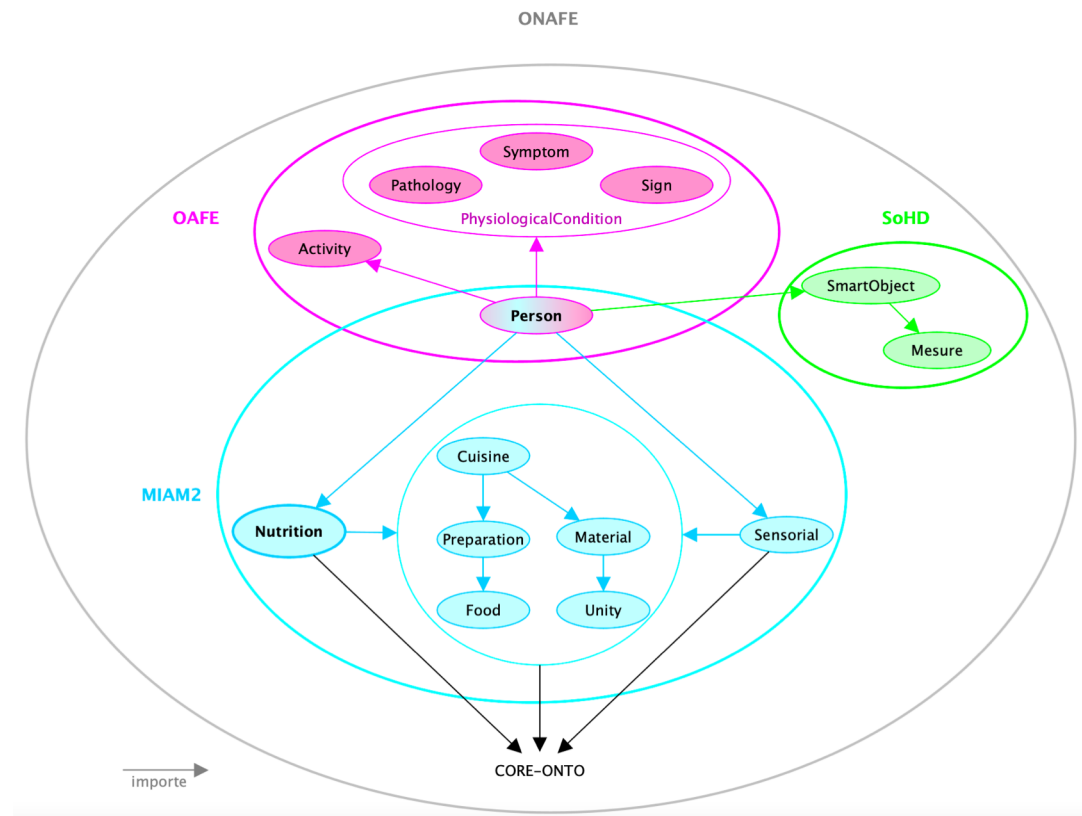 ONAFE
Symptom
Pathology
Sign
PhysiologicalCondition
OAFE
SoHD
Activity
SmartObject
Person
Mesure
Cuisine
MIAM2
Nutrition
Preparation
Material
Sensorial
Food
Unity
CORE-ONTO
importe